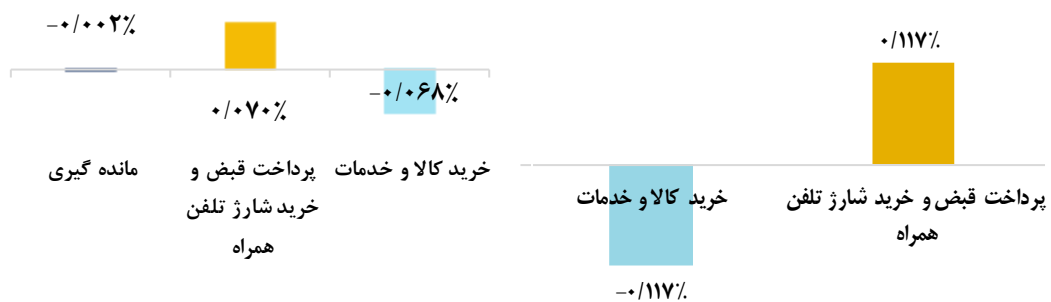 -۰/۰۰۲٪
۰/۰۷۰٪
-۰/۰۶۸٪
مانده گیری
پرداخت قبض و
خرید شارژ تلفن
همراه
خرید کالا و خدمات
۰/۱۱۷٪
خرید کالا و خدمات
-۰/۱۱۷٪
پرداخت قبض و خرید شارژ تلفن
همراه